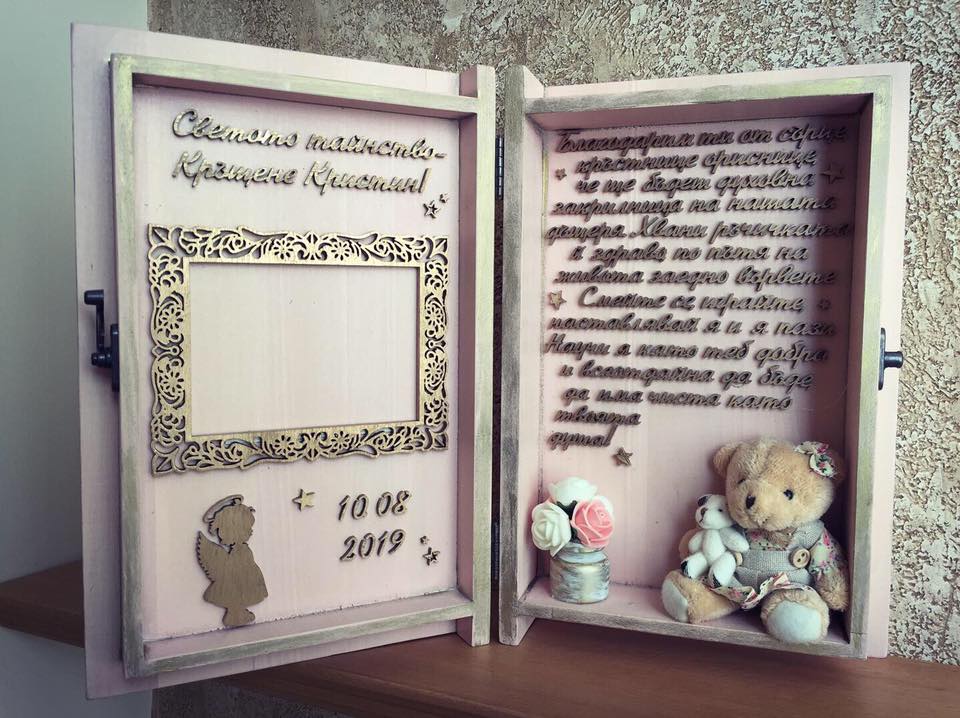 Светото таинство-
Кръщене Кристин!
10 08
2019
Благодарим ти от сърце
кръстнице орисницe
че ще бъдеш духовна
закрилница на нашата
дъщеря. Хвани ръчичката
ѝ здраво по пътя на
живота заедно вървете
Смейте се, играйте,
наставлявай я и я пази
Научи я като теб добра
и всеотдайна да бъде
да има чиста като
твоята
душа!